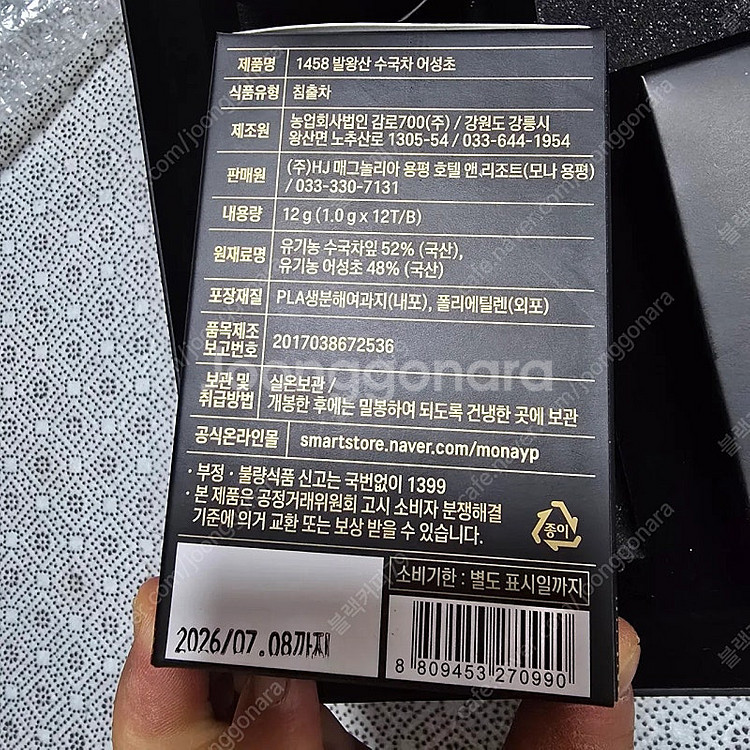 제품명 1458 발왕산 수국차 어성초
식품유형 침출차
제조원 농업회사법인 감로700(주) / 강원도 강릉시
왕산면 노추산로 1305-54 / 033-644-1954
판매원 (주)HJ 매그놀리아 용평 호텔 앤.리조트(모나 용평)
/ 033-330-7131
내용량 12 g (1.0 g x 12T/B)
원재료명 유기농 수국차잎 52% (국산),
유기농 어성초 48% (국산)
포장재질 PLA생분해여과지(내포), 폴리에틸렌(외포)
품목제조
보고번호 2017038672536
joonggonara
보관 및
취급방법 실온보관 /
개봉한 후에는 밀봉하여 되도록 건냉한 곳에 보관
공식온라인몰 smartstore.naver.com/monayp
· 부정 · 불량식품 신고는 국번없이 1399
· 본 제품은 공정거래위원회 고시 소비자 분쟁해결
기준에 의거 교환 또는 보상 받을 수 있습니다.
종이
소비기한 : 별도 표시일까지
2026/07.08까지
8 809453 270990